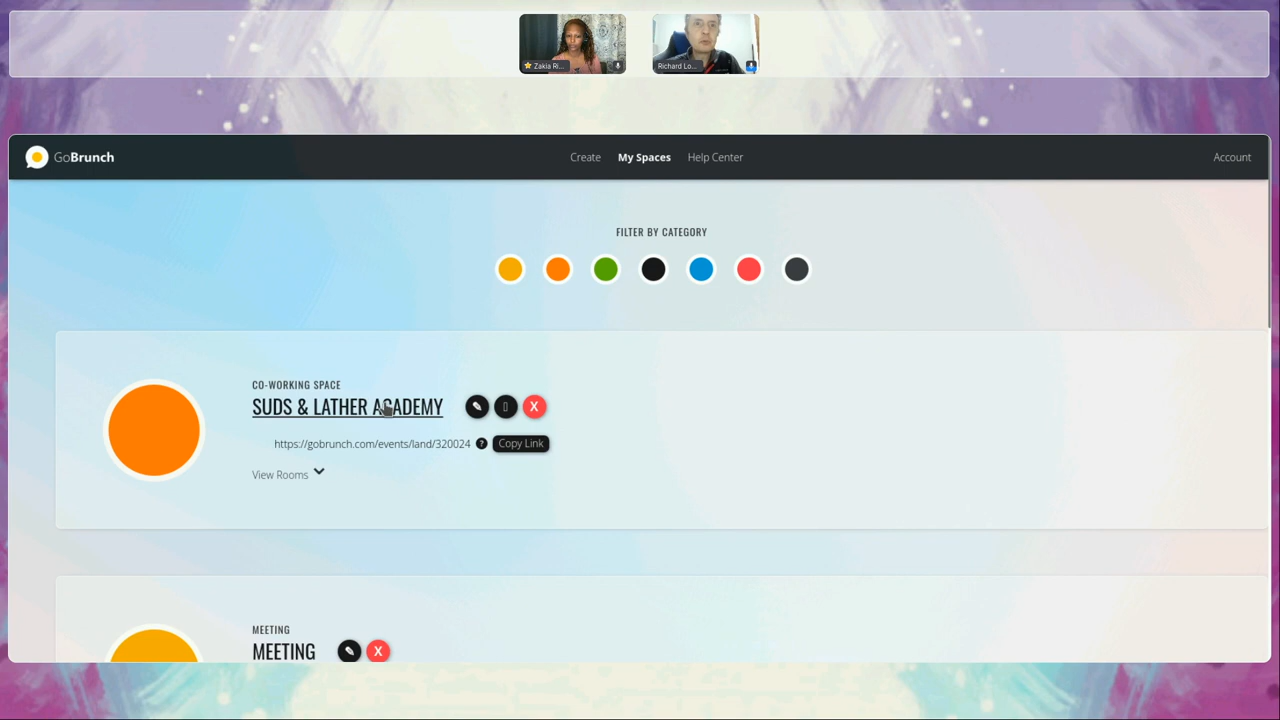 Zakia Ri...
Richard Lo...
GoBrunch
Create My Spaces Help Center Account
FILTER BY CATEGORY
CO-WORKING SPACE
SUDS & LATHER ACADEMY X
https://gobrunch.com/events/land/320024 ? Copy Link
View Rooms
MEETING
MEETING X